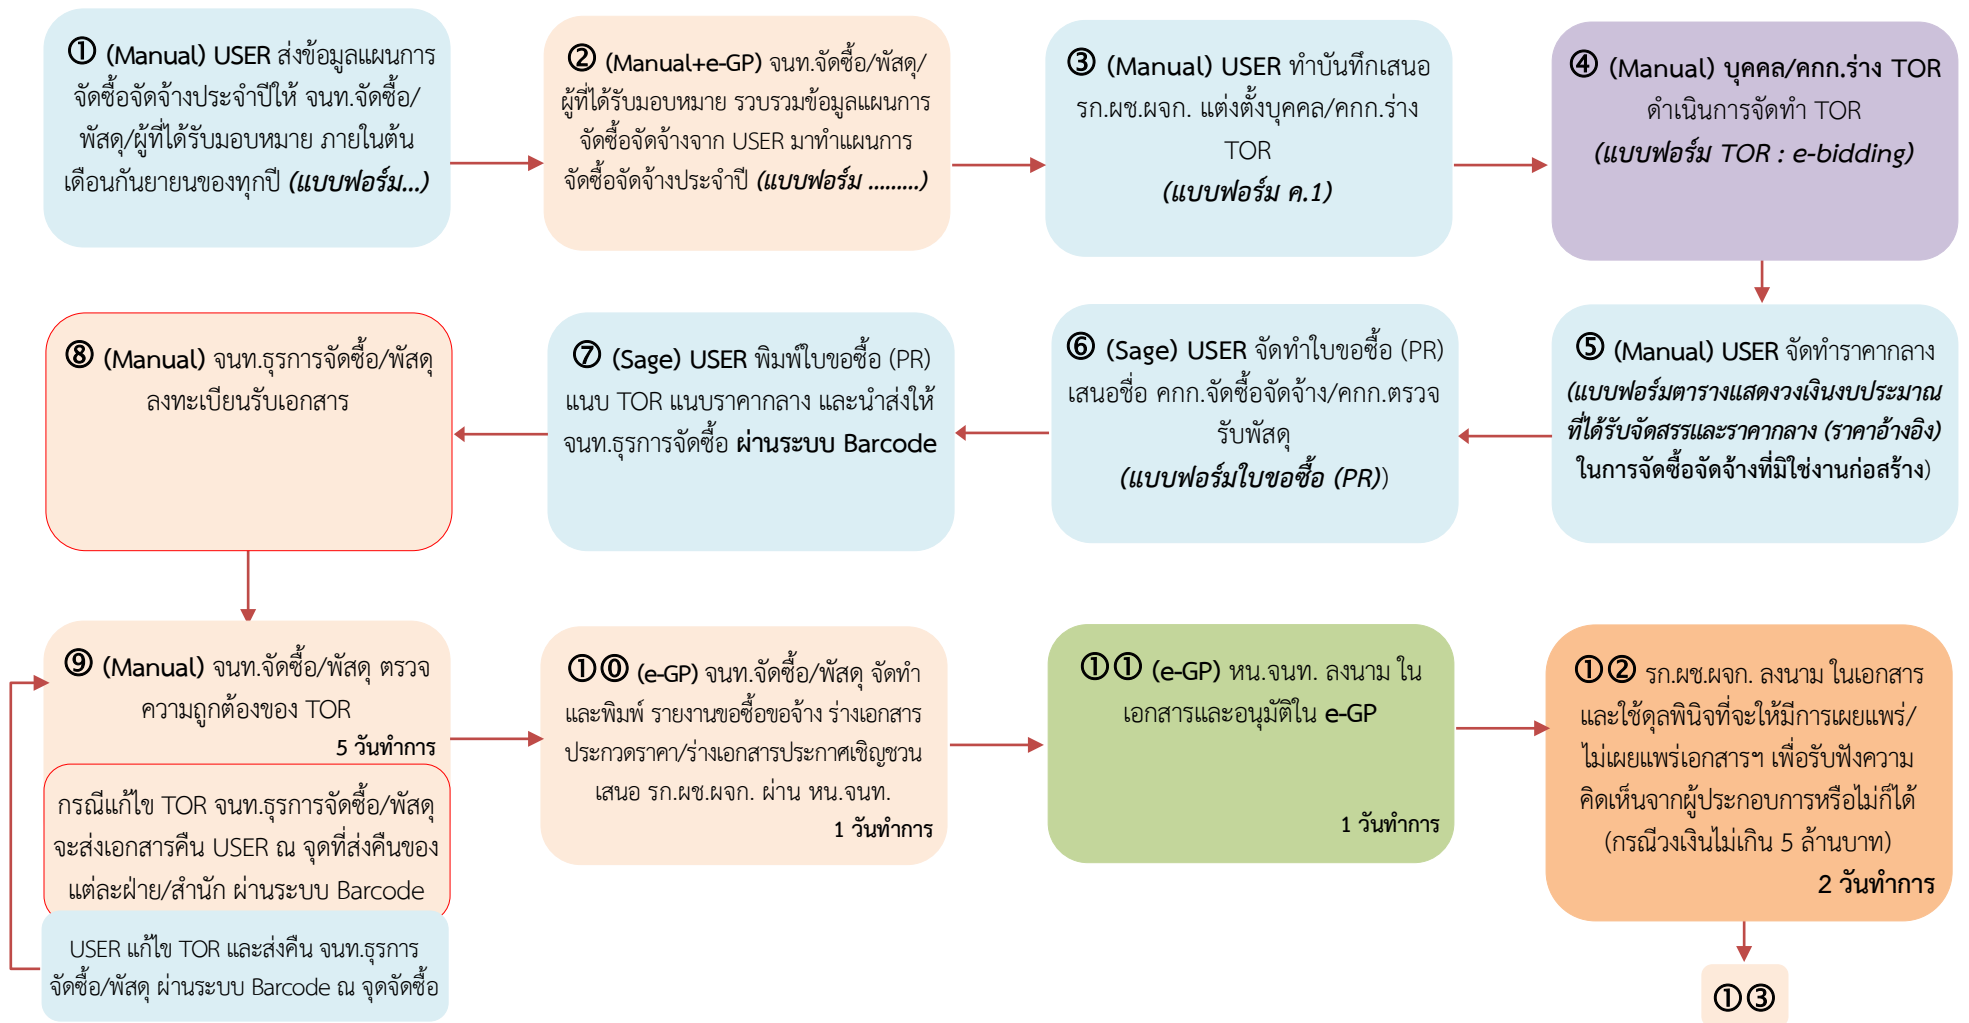 ① (Manual) USER ส่งข้อมูลแผนการ
จัดซื้อจัดจ้างประจำปีให้ จนท.จัดซื้อ/
พัสดุ/ผู้ที่ได้รับมอบหมาย ภายในต้น
เดือนกันยายนของทุกปี (แบบฟอร์ม...)
② (Manual+e-GP) จนท.จัดซื้อ/พัสดุ/
ผู้ที่ได้รับมอบหมาย รวบรวมข้อมูลแผนการ
จัดซื้อจัดจ้างจาก USER มาทำแผนการ
จัดซื้อจัดจ้างประจำปี (แบบฟอร์ม .........)
③ (Manual) USER ทำบันทึกเสนอ
รก.ผช.ผจก. แต่งตั้งบุคคล/คกก.ร่าง
TOR
(แบบฟอร์ม ค.1)
④ (Manual) บุคคล/คกก.ร่าง TOR
ดำเนินการจัดทำ TOR
(แบบฟอร์ม TOR : e-bidding)
⑤ (Manual) USER จัดทำราคากลาง
(แบบฟอร์มตารางแสดงวงเงินงบประมาณ
ที่ได้รับจัดสรรและราคากลาง (ราคาอ้างอิง)
ในการจัดซื้อจัดจ้างที่มิใช่งานก่อสร้าง)
⑥ (Sage) USER จัดทำใบขอซื้อ (PR)
เสนอชื่อ คกก.จัดซื้อจัดจ้าง/คกก.ตรวจ
รับพัสดุ
(แบบฟอร์มใบขอซื้อ (PR))
⑦ (Sage) USER พิมพ์ใบขอซื้อ (PR)
แนบ TOR แนบราคากลาง และนำส่งให้
จนท.ธุรการจัดซื้อ ผ่านระบบ Barcode
⑧ (Manual) จนท.ธุรการจัดซื้อ/พัสดุ
ลงทะเบียนรับเอกสาร
⑨ (Manual) จนท.จัดซื้อ/พัสดุ ตรวจ
ความถูกต้องของ TOR
5 วันทำการ
กรณีแก้ไข TOR จนท.ธุรการจัดซื้อ/พัสดุ
จะส่งเอกสารคืน USER ณ จุดที่ส่งคืนของ
แต่ละฝ่าย/สำนัก ผ่านระบบ Barcode
USER แก้ไข TOR และส่งคืน จนท.ธุรการ
จัดซื้อ/พัสดุ ผ่านระบบ Barcode ณ จุดจัดซื้อ
①⓪ (e-GP) จนท.จัดซื้อ/พัสดุ จัดทำ
และพิมพ์ รายงานขอซื้อขอจ้าง ร่างเอกสาร
ประกวดราคา/ร่างเอกสารประกาศเชิญชวน
เสนอ รก.ผช.ผจก. ผ่าน หน.จนท.
1 วันทำการ
①① (e-GP) หน.จนท. ลงนาม ใน
เอกสารและอนุมัติใน e-GP
1 วันทำการ
①② รก.ผช.ผจก. ลงนาม ในเอกสาร
และใช้ดุลพินิจที่จะให้มีการเผยแพร่/
ไม่เผยแพร่เอกสารฯ เพื่อรับฟังความ
คิดเห็นจากผู้ประกอบการหรือไม่ก็ได้
(กรณีวงเงินไม่เกิน 5 ล้านบาท)
2 วันทำการ
①③